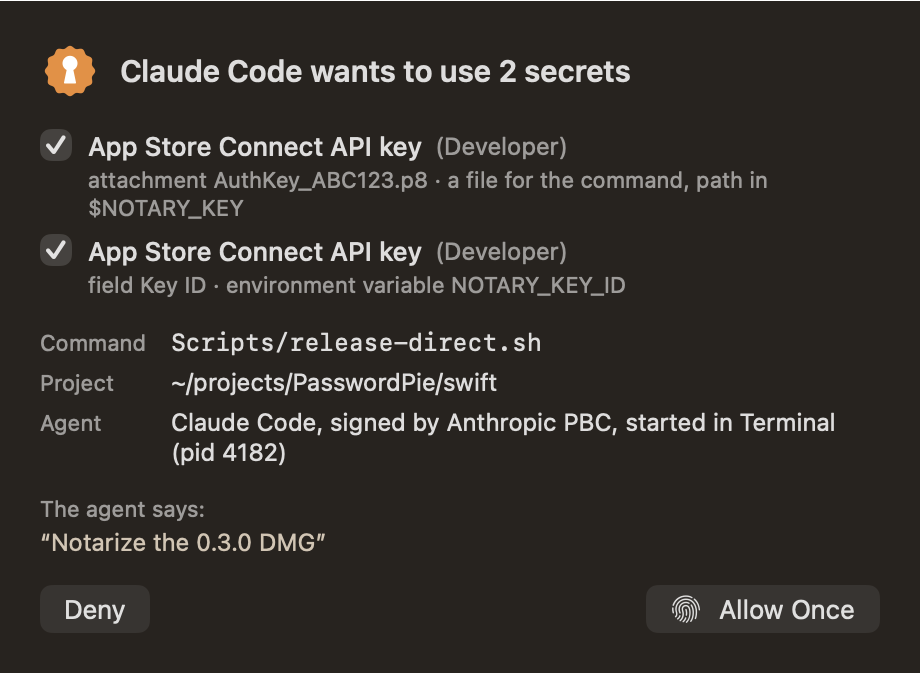 Claude Code wants to use 2 secrets
App Store Connect API key (Developer)
attachment AuthKey_ABC123.p8 · a file for the command, path in
$NOTARY_KEY
App Store Connect API key (Developer)
field Key ID · environment variable NOTARY_KEY_ID
Command Scripts/release-direct.sh
Project ~/projects/PasswordPie/swift
Agent Claude Code, signed by Anthropic PBC, started in Terminal
(pid 4182)
The agent says:
“Notarize the 0.3.0 DMG”
Deny Allow Once